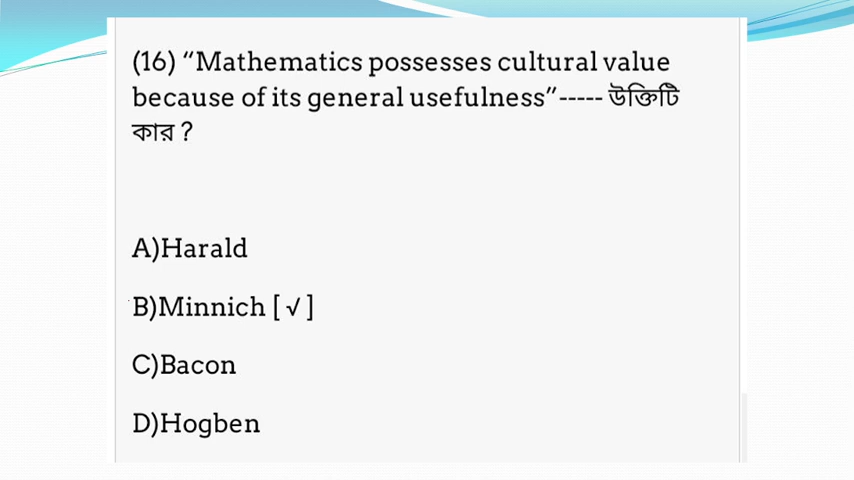 (16) “Mathematics possesses cultural value
because of its general usefulness”----- উক্তিটি
কার ?
A)Harald
B)Minnich [ √ ]
C)Bacon
D)Hogben